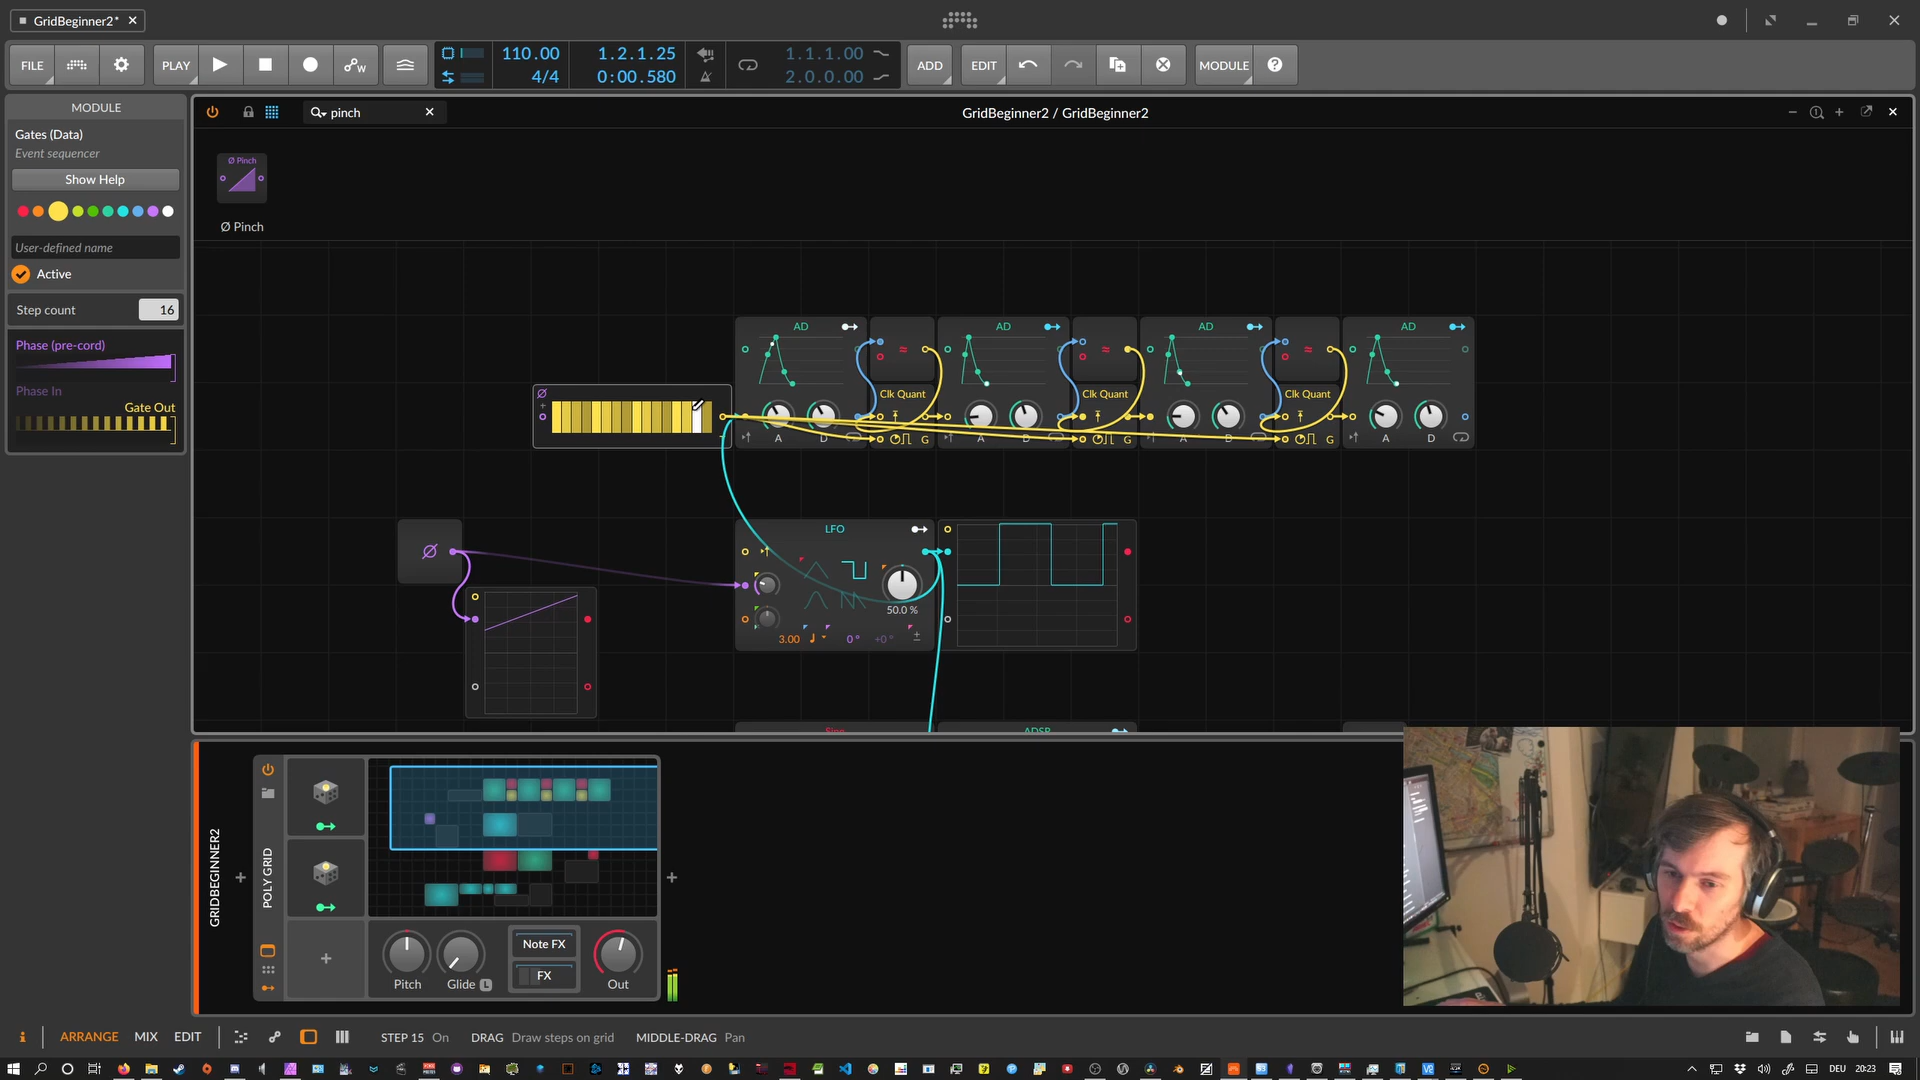 GridBeginner2*
FILE
PLAY
110.00
4/4
1.2.1.25
0:00.580
1.1.1.00
2.0.0.00
ADD
EDIT
MODULE
MODULE
Gates (Data)
Event sequencer
Show Help
User-defined name
Active
Step count 16
Phase (pre-cord)
Phase In
Gate Out
pinch
GridBeginner2 / GridBeginner2
Ø Pinch
Ø Pinch
AD
AD
AD
AD
Clk Quant
Clk Quant
Clk Quant
A D
G
A D
G
A D
G
A D
LFO
50.0 %
3.00
0°
+0°
ADSR
GRIDBEGINNER2
POLY GRID
Note FX
FX
Pitch
Glide L
Out
ARRANGE
MIX
EDIT
STEP 15 On
DRAG Draw steps on grid
MIDDLE-DRAG Pan
DEU
20:23